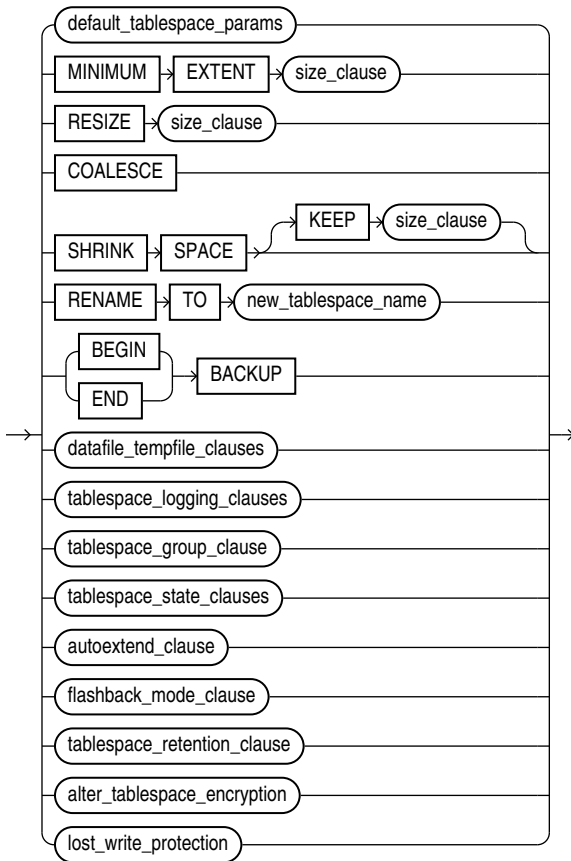 default_tablespace_params
MINIMUM EXTENT size_clause
RESIZE size_clause
COALESCE
KEEP size_clause
SHRINK SPACE
RENAME TO new_tablespace_name
BEGIN
BACKUP
END
datafile_tempfile_clauses
tablespace_logging_clauses
tablespace_group_clause
tablespace_state_clauses
autoextend_clause
flashback_mode_clause
tablespace_retention_clause
alter_tablespace_encryption
lost_write_protection